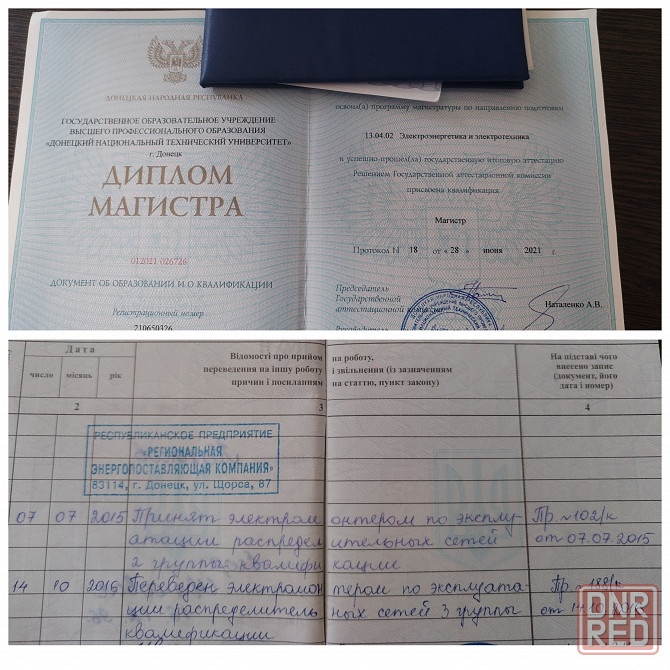 ДОНЕЦКАЯ НАРОДНАЯ РЕСПУБЛИКА
ГОСУДАРСТВЕННОЕ ОБРАЗОВАТЕЛЬНОЕ УЧРЕЖДЕНИЕ
ВЫСШЕГО ПРОФЕССИОНАЛЬНОГО ОБРАЗОВАНИЯ
«ДОНЕЦКИЙ НАЦИОНАЛЬНЫЙ ТЕХНИЧЕСКИЙ УНИВЕРСИТЕТ»
г. Донецк
ДИПЛОМ
МАГИСТРА
012021 026726
ДОКУМЕНТ ОБ ОБРАЗОВАНИИ И О КВАЛИФИКАЦИИ
Регистрационный номер
210650326
освоил(а) программу магистратуры по направлению подготовки
13.04.02 Электроэнергетика и электротехника
и успешно прошёл(ла) государственную итоговую аттестацию
Решением Государственной аттестационной комиссии
присвоена квалификация
Магистр
Протокол N 18 от « 28 » июня 2021 г.
Председатель
Государственной
аттестационной
Наталенко А.В.
Руководитель
Дата
число місяць рік
Відомості про прийом на роботу,
переведення на іншу роботу і звільнення (із зазначенням
причин і посиланням на статтю, пункт закону)
На підставі чого
внесено запис
(документ, його
дата і номер)
2 3 4
РЕСПУБЛИКАНСКОЕ ПРЕДПРИЯТИЕ
«РЕГИОНАЛЬНАЯ
ЭНЕРГОПОСТАВЛЯЮЩАЯ КОМПАНИЯ»
83114, г. Донецк, ул. Щорса, 87
07 07 2015 Принят электромонтером по эксплу- Пр. №102/к
атации распределительных сетей от 07.07.2015
2 группы квалификации
14 10 2016 Переведен электромонтером по эксплуата- Пр.
ции распределительных сетей 3 группы от
квалификации
DNR
RED